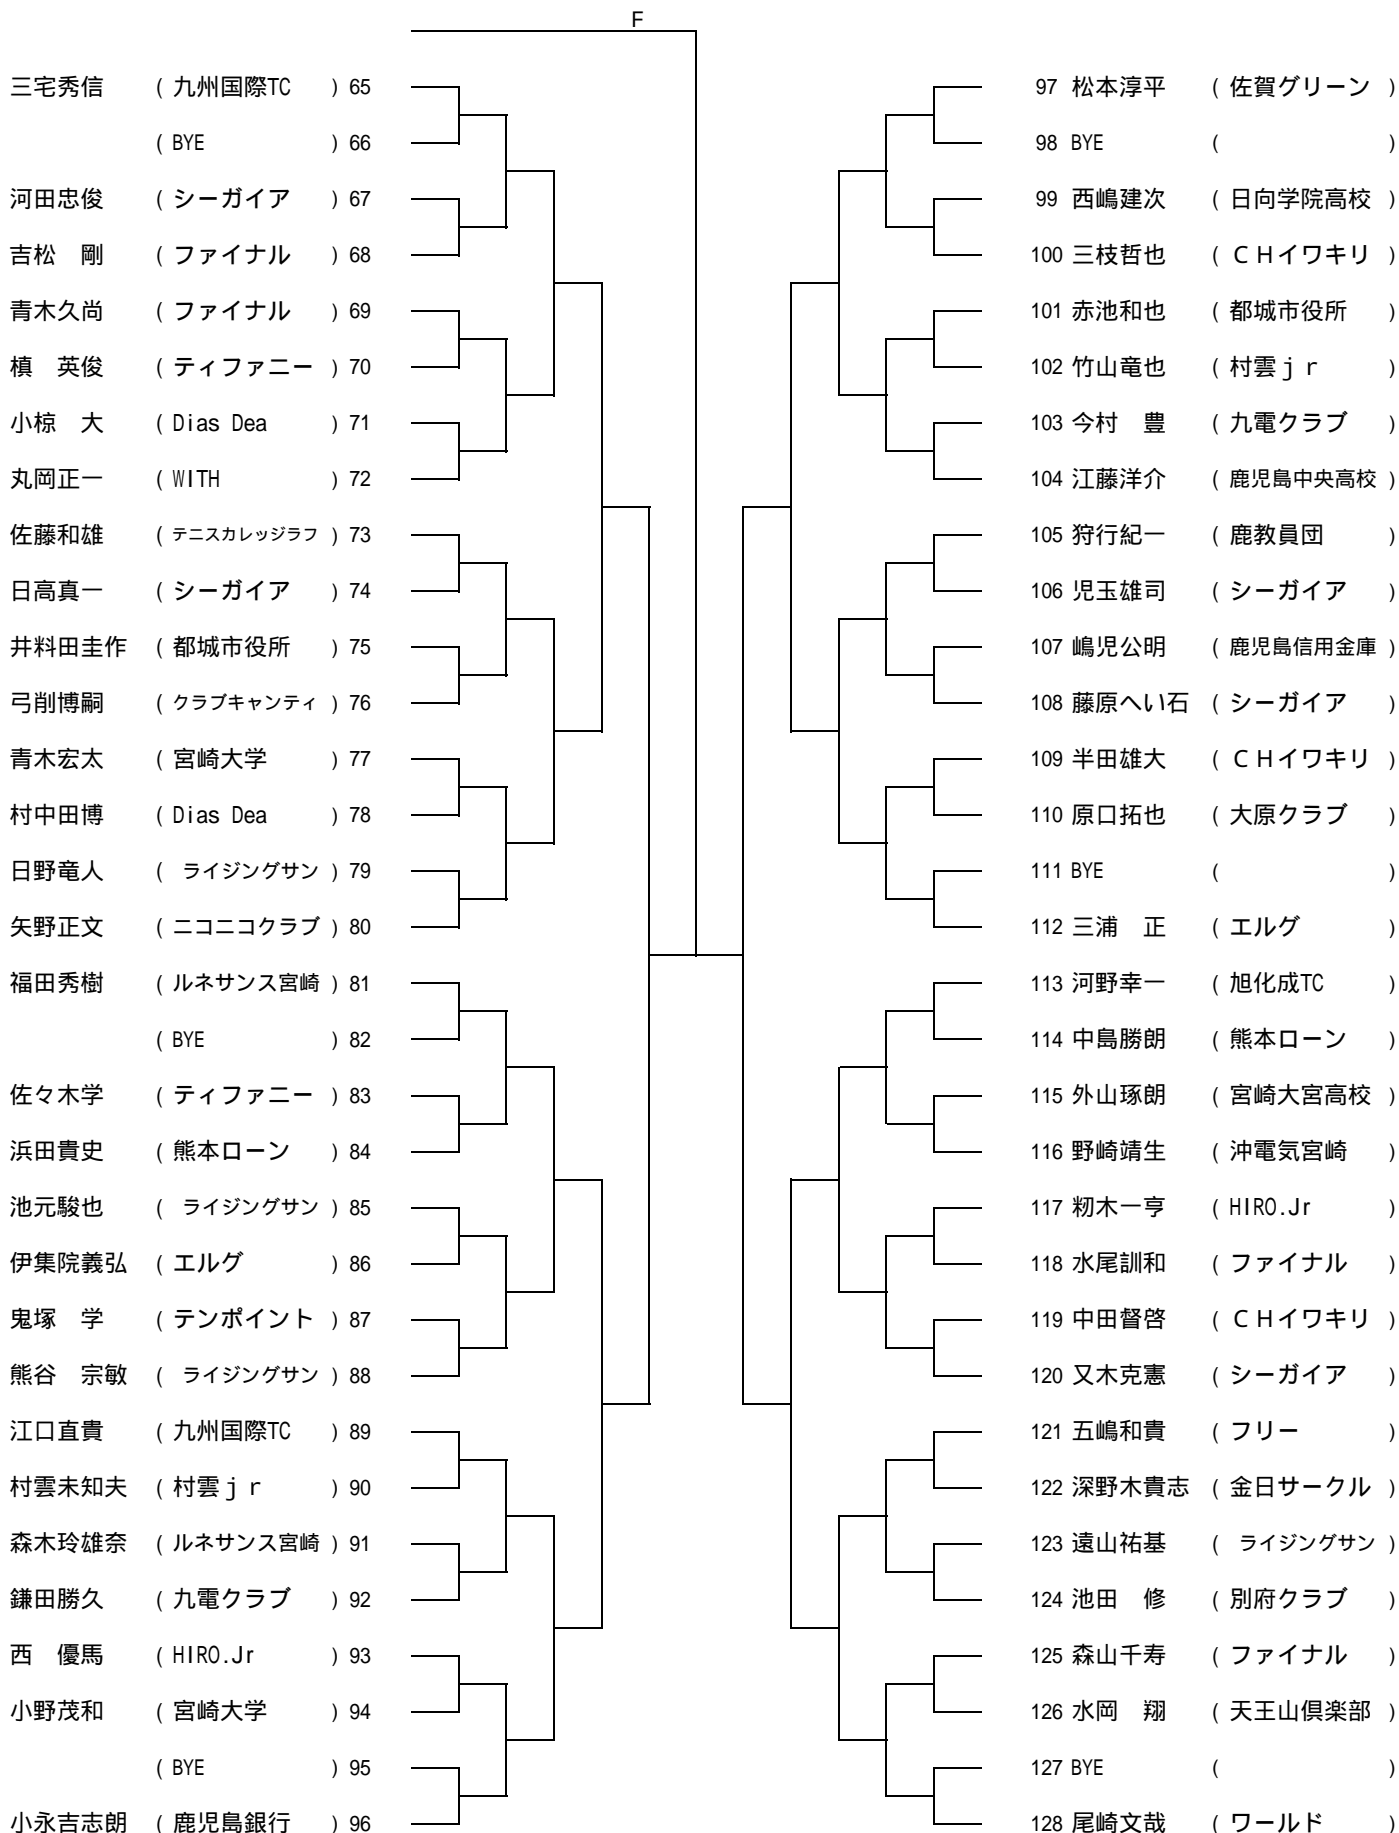 F
三宅秀信 ( 九州国際TC ) 65
( BYE ) 66
河田忠俊 ( シーガイア ) 67
吉松　剛 ( ファイナル ) 68
青木久尚 ( ファイナル ) 69
槙　英俊 ( ティファニー ) 70
小椋　大 ( Dias Dea ) 71
丸岡正一 ( WITH ) 72
佐藤和雄 ( テニスカレッジラフ ) 73
日高真一 ( シーガイア ) 74
井料田圭作 ( 都城市役所 ) 75
弓削博嗣 ( クラブキャンティ ) 76
青木宏太 ( 宮崎大学 ) 77
村中田博 ( Dias Dea ) 78
日野竜人 ( ライジングサン ) 79
矢野正文 ( ニコニコクラブ ) 80
福田秀樹 ( ルネサンス宮崎 ) 81
( BYE ) 82
佐々木学 ( ティファニー ) 83
浜田貴史 ( 熊本ローン ) 84
池元駿也 ( ライジングサン ) 85
伊集院義弘 ( エルグ ) 86
鬼塚　学 ( テンポイント ) 87
熊谷　宗敏 ( ライジングサン ) 88
江口直貴 ( 九州国際TC ) 89
村雲未知夫 ( 村雲ｊｒ ) 90
森木玲雄奈 ( ルネサンス宮崎 ) 91
鎌田勝久 ( 九電クラブ ) 92
西　優馬 ( HIRO.Jr ) 93
小野茂和 ( 宮崎大学 ) 94
( BYE ) 95
小永吉志朗 ( 鹿児島銀行 ) 96
97 松本淳平 ( 佐賀グリーン )
98 BYE ( )
99 西嶋建次 ( 日向学院高校 )
100 三枝哲也 ( ＣＨイワキリ )
101 赤池和也 ( 都城市役所 )
102 竹山竜也 ( 村雲ｊｒ )
103 今村　豊 ( 九電クラブ )
104 江藤洋介 ( 鹿児島中央高校 )
105 狩行紀一 ( 鹿教員団 )
106 児玉雄司 ( シーガイア )
107 嶋児公明 ( 鹿児島信用金庫 )
108 藤原へい石 ( シーガイア )
109 半田雄大 ( ＣＨイワキリ )
110 原口拓也 ( 大原クラブ )
111 BYE ( )
112 三浦　正 ( エルグ )
113 河野幸一 ( 旭化成TC )
114 中島勝朗 ( 熊本ローン )
115 外山琢朗 ( 宮崎大宮高校 )
116 野崎靖生 ( 沖電気宮崎 )
117 籾木一亨 ( HIRO.Jr )
118 水尾訓和 ( ファイナル )
119 中田督啓 ( ＣＨイワキリ )
120 又木克憲 ( シーガイア )
121 五嶋和貴 ( フリー )
122 深野木貴志 ( 金日サークル )
123 遠山祐基 ( ライジングサン )
124 池田　修 ( 別府クラブ )
125 森山千寿 ( ファイナル )
126 水岡　翔 ( 天王山倶楽部 )
127 BYE ( )
128 尾崎文哉 ( ワールド )